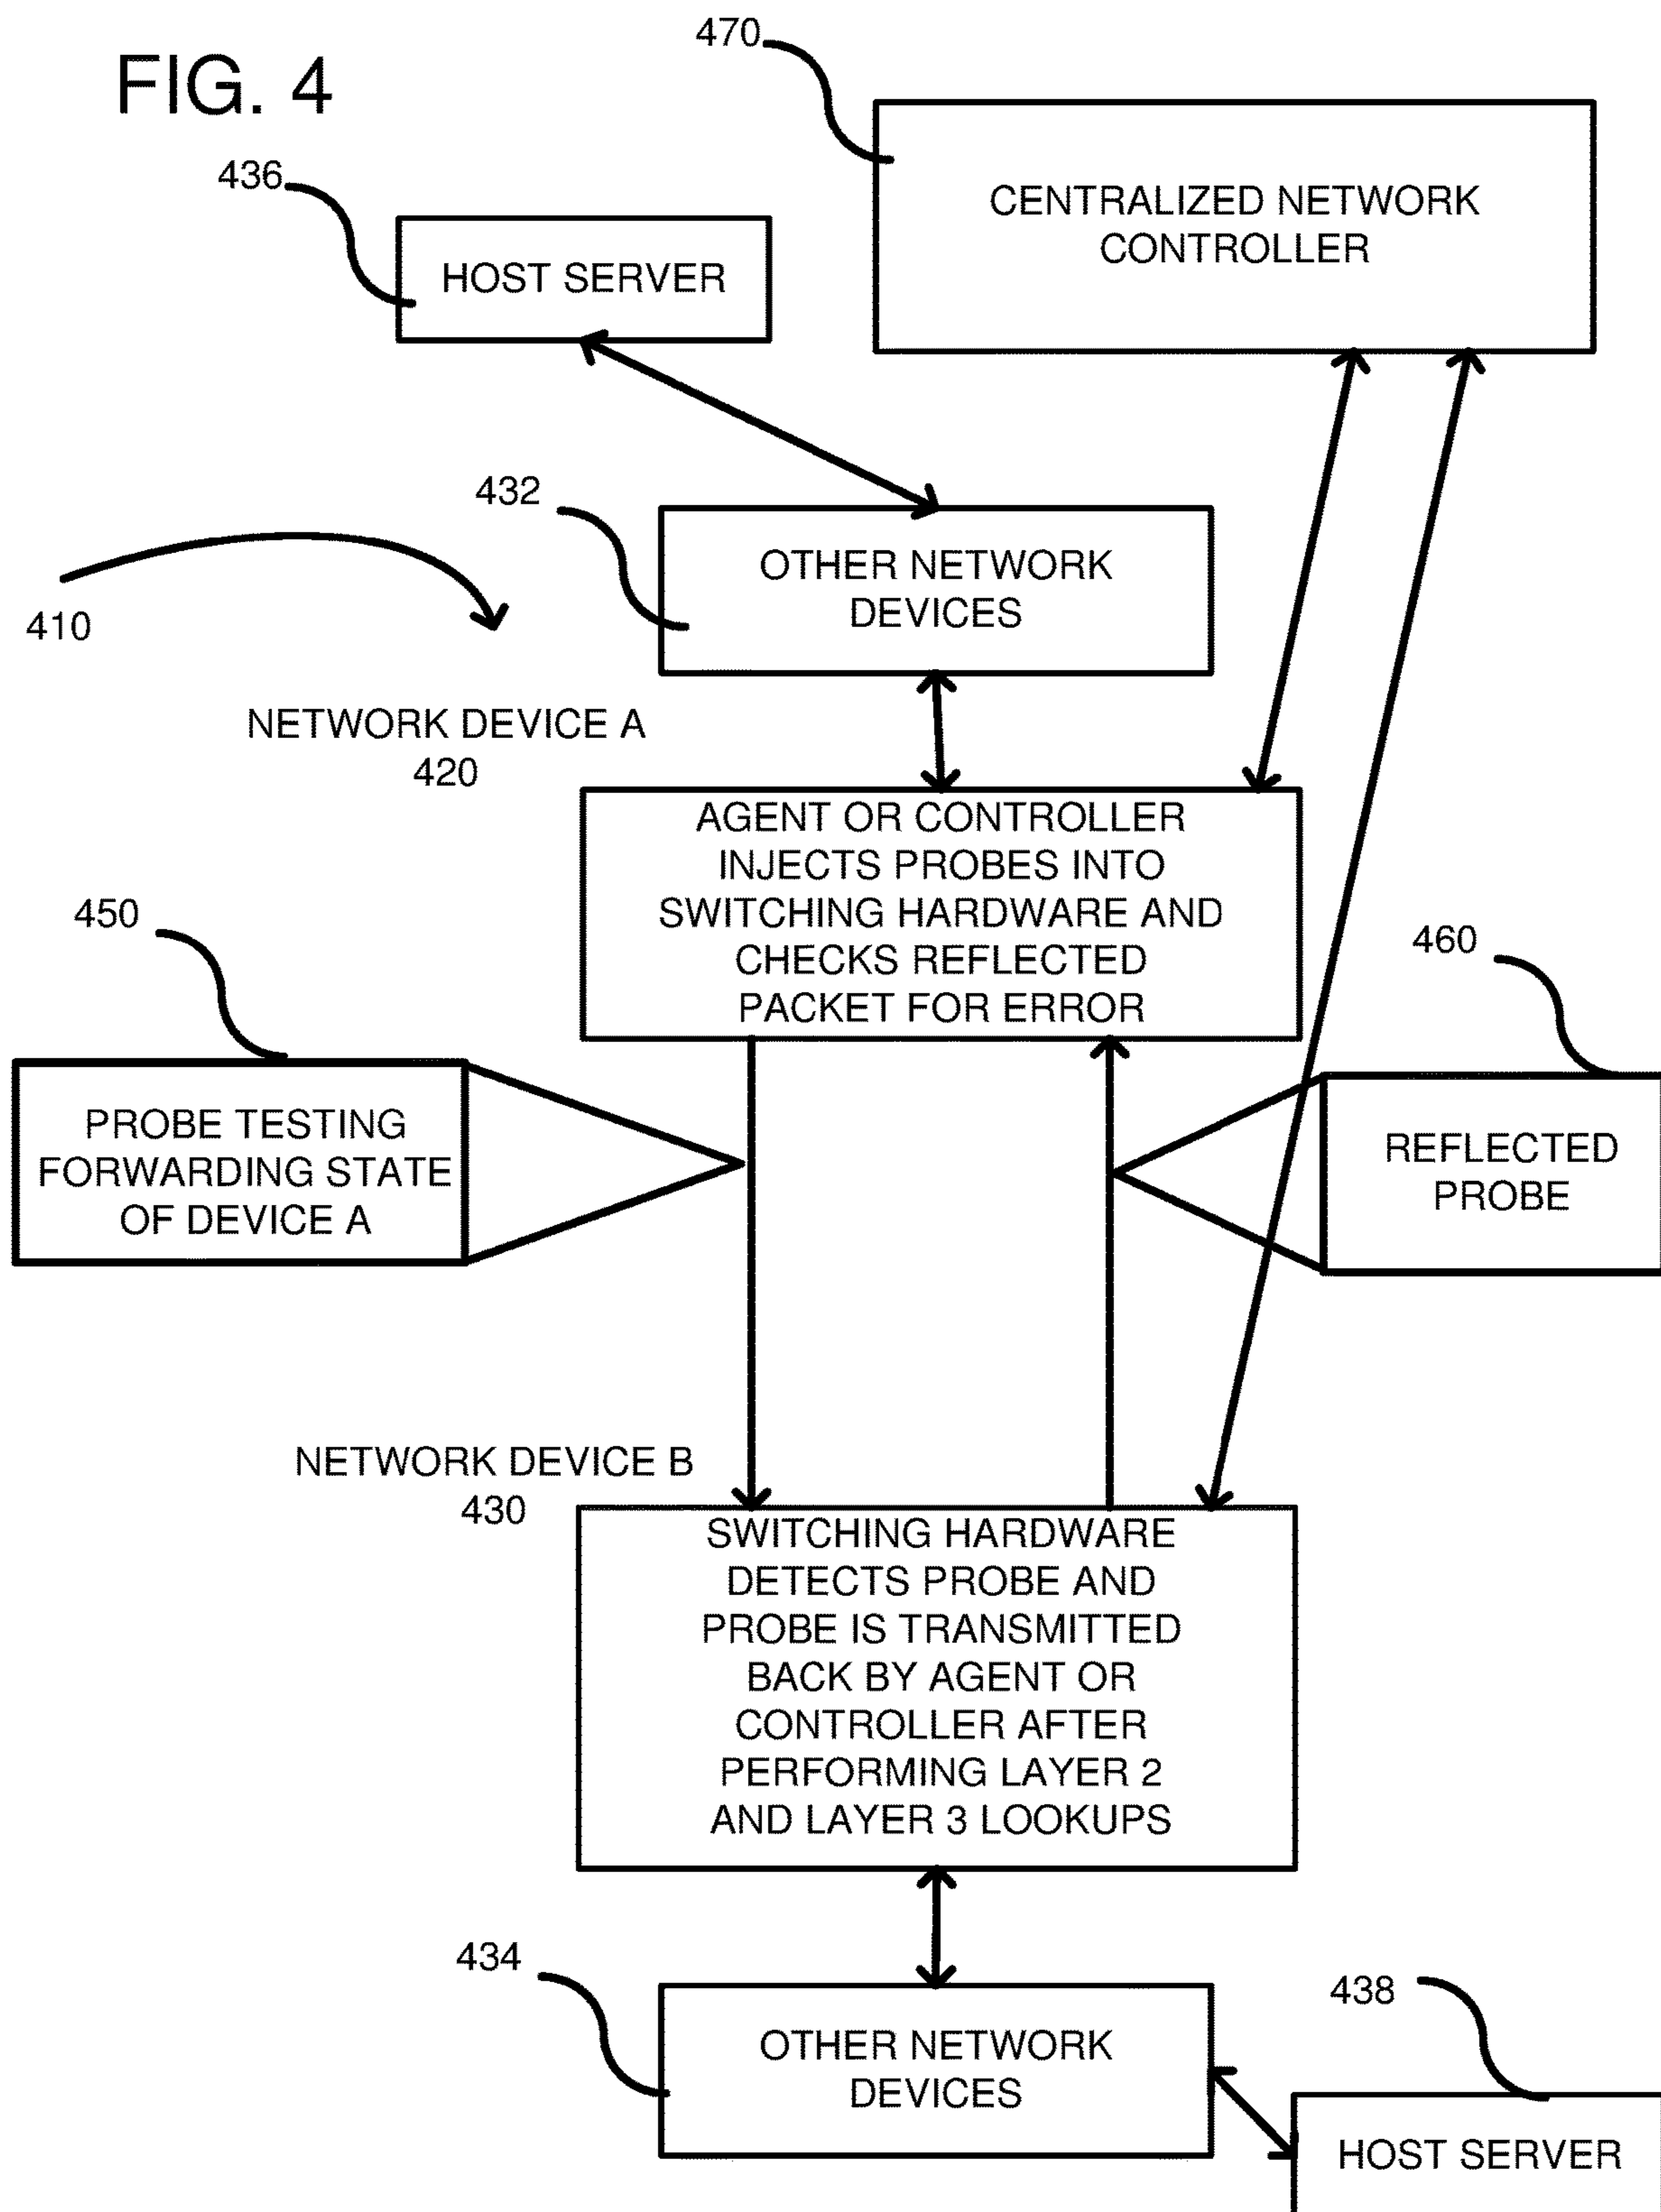 FIG. 4
470
CENTRALIZED NETWORK
CONTROLLER
436
HOST SERVER
432
OTHER NETWORK
DEVICES
410
NETWORK DEVICE A
420
AGENT OR CONTROLLER
INJECTS PROBES INTO
SWITCHING HARDWARE AND
CHECKS REFLECTED
PACKET FOR ERROR
450
PROBE TESTING
FORWARDING STATE
OF DEVICE A
460
REFLECTED
PROBE
NETWORK DEVICE B
430
SWITCHING HARDWARE
DETECTS PROBE AND
PROBE IS TRANSMITTED
BACK BY AGENT OR
CONTROLLER AFTER
PERFORMING LAYER 2
AND LAYER 3 LOOKUPS
434
OTHER NETWORK
DEVICES
438
HOST SERVER